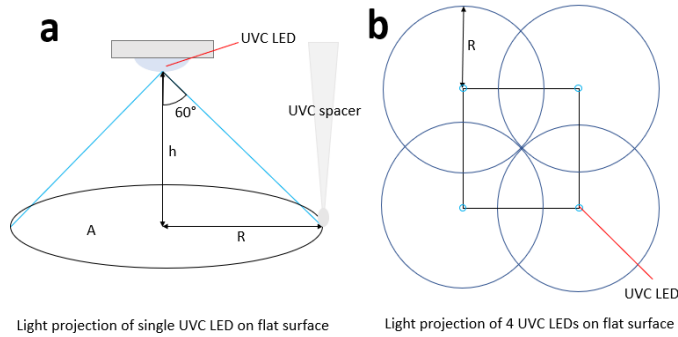 a
UVC LED
60°
UVC spacer
h
A
R
Light projection of single UVC LED on flat surface
b
R
UVC LED
Light projection of 4 UVC LEDs on flat surface